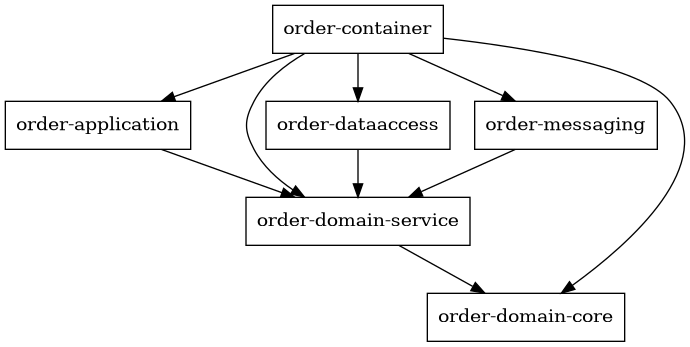 order-container
order-application
order-dataaccess
order-messaging
order-domain-service
order-domain-core